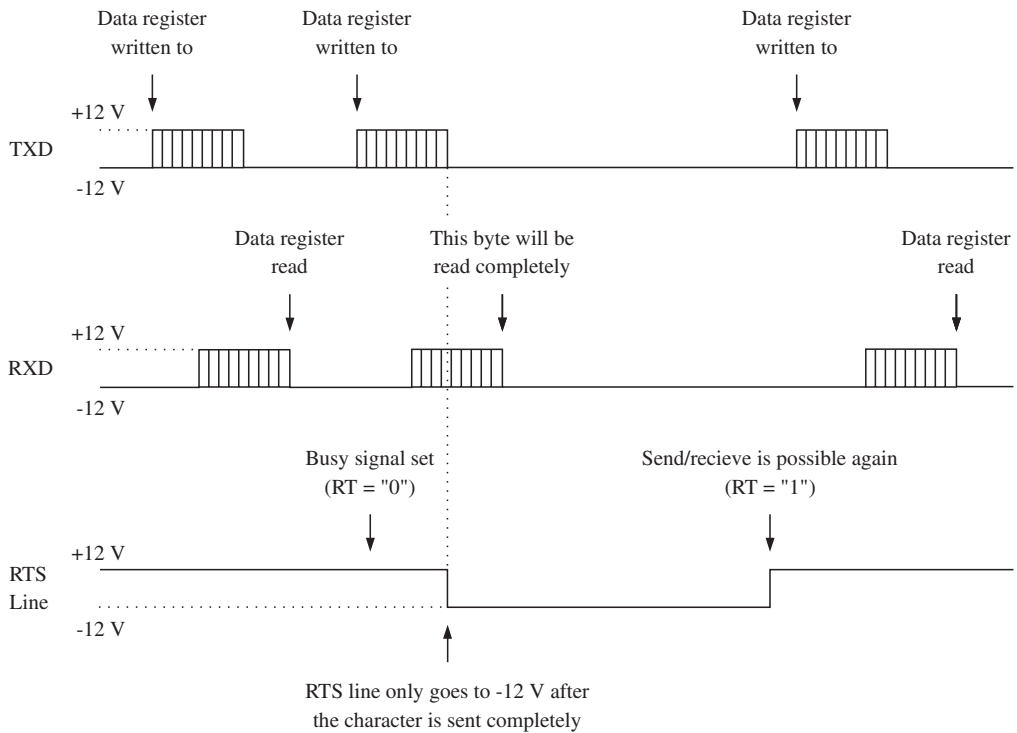 Data register
written to
Data register
written to
Data register
written to
+12 V
TXD
-12 V
Data register
read
This byte will be
read completely
Data register
read
+12 V
RXD
-12 V
Busy signal set
(RT = "0")
Send/recieve is possible again
(RT = "1")
+12 V
RTS
Line
-12 V
RTS line only goes to -12 V after
the character is sent completely